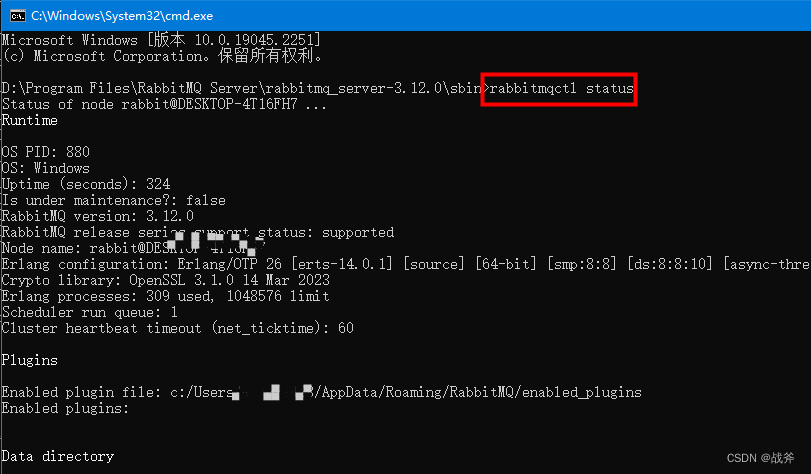 C:\Windows\System32\cmd.exe
Microsoft Windows [版本 10.0.19045.2251]
(c) Microsoft Corporation。保留所有权利。
D:\Program Files\RabbitMQ Server\rabbitmq_server-3.12.0\sbin>rabbitmqctl status
Status of node rabbit@DESKTOP-4T16FH7 ...
Runtime
OS PID: 880
OS: Windows
Uptime (seconds): 324
Is under maintenance?: false
RabbitMQ version: 3.12.0
RabbitMQ release series support status: supported
Node name: rabbit@DESKTOP-
Erlang configuration: Erlang/OTP 26 [erts-14.0.1] [source] [64-bit] [smp:8:8] [ds:8:8:10] [async-thre
Crypto library: OpenSSL 3.1.0 14 Mar 2023
Erlang processes: 309 used, 1048576 limit
Scheduler run queue: 1
Cluster heartbeat timeout (net_ticktime): 60
Plugins
Enabled plugin file: c:/Users /AppData/Roaming/RabbitMQ/enabled_plugins
Enabled plugins:
Data directory
CSDN @战斧